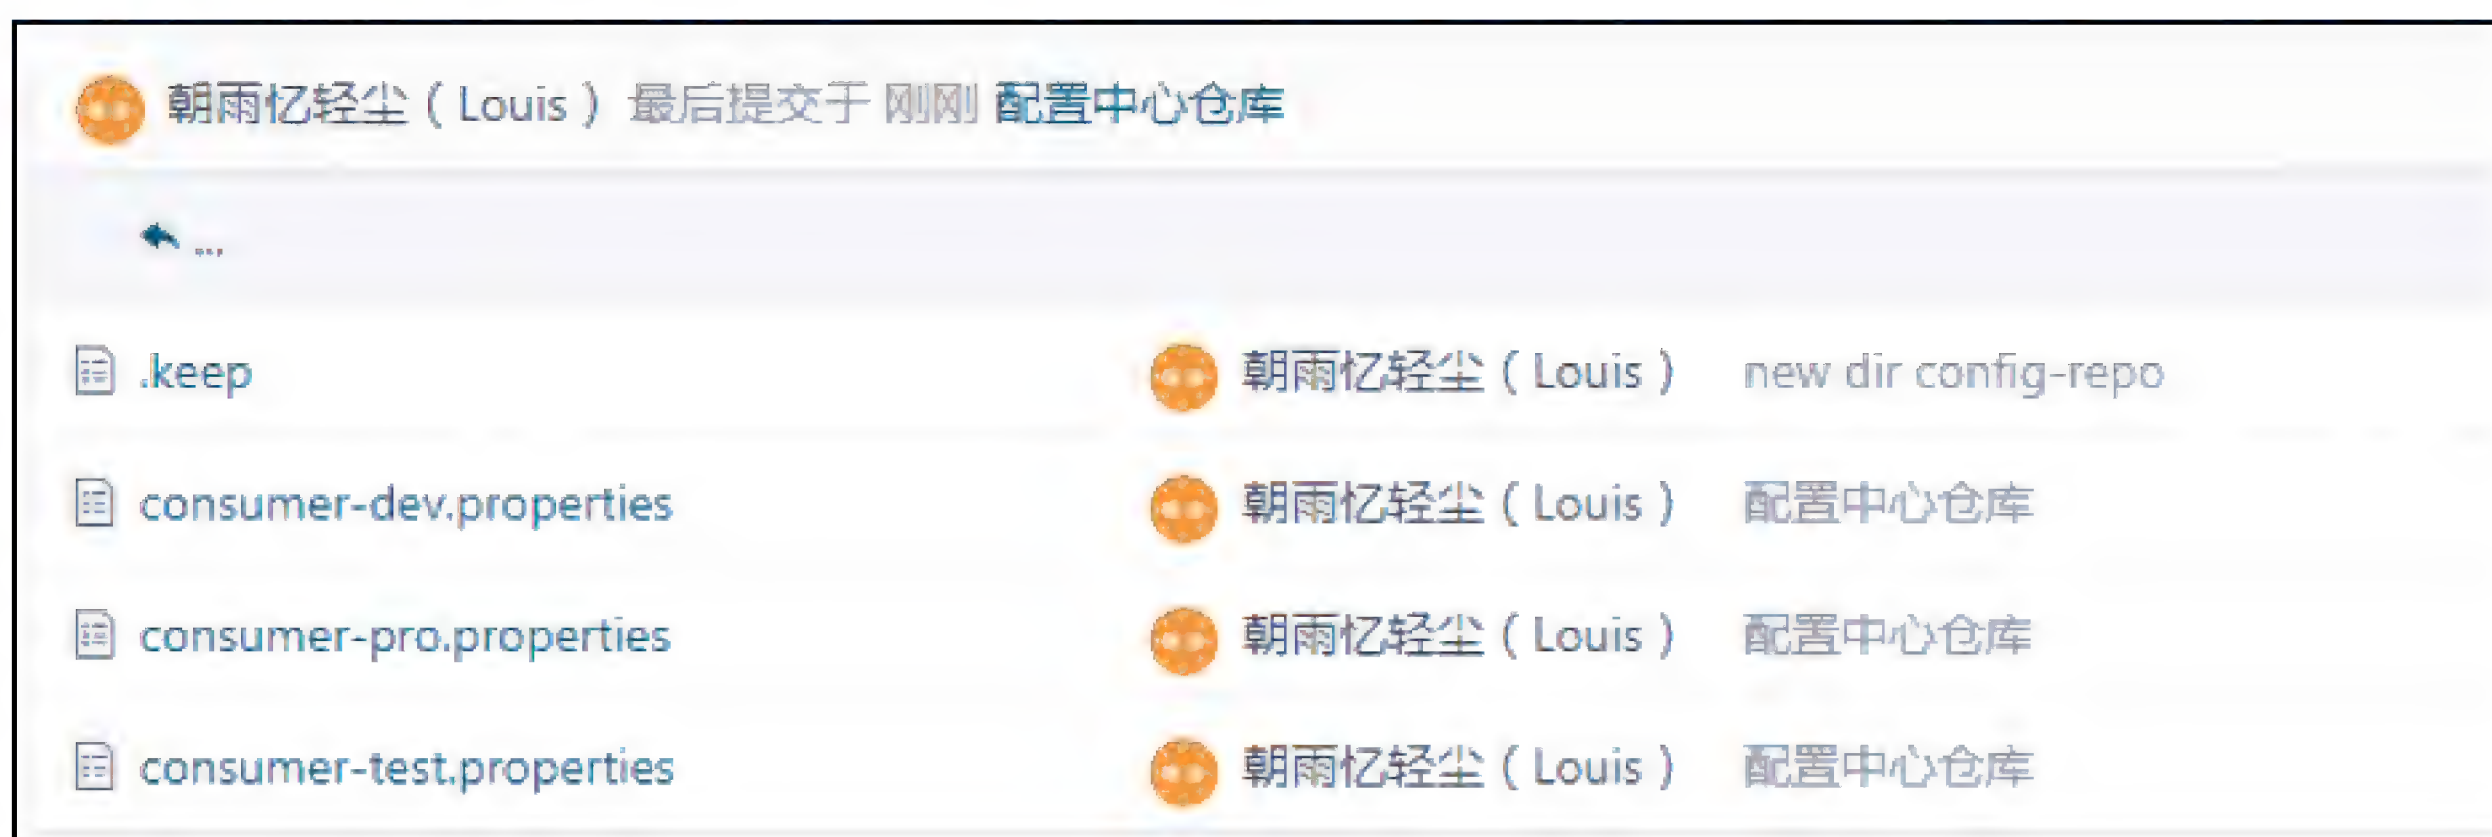 朝雨忆轻尘（Louis） 最后提交于 刚刚 配置中心仓库
...
.keep 朝雨忆轻尘（Louis） new dir config-repo
consumer-dev.properties 朝雨忆轻尘（Louis） 配置中心仓库
consumer-pro.properties 朝雨忆轻尘（Louis） 配置中心仓库
consumer-test.properties 朝雨忆轻尘（Louis） 配置中心仓库